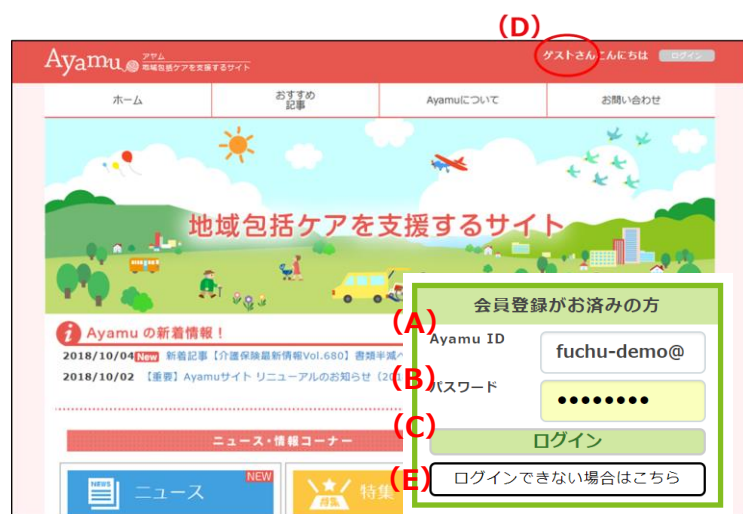 (D)
Ayamu アヤム
地域包括ケアを支援するサイト
ゲストさん こんにちは ログイン
ホーム
おすすめ
記事
Ayamuについて
お問い合わせ
地域包括ケアを支援するサイト
i Ayamu の新着情報!
2018/10/04 New 新着記事【介護保険最新情報Vol.680】書類半減へ
2018/10/02 【重要】Ayamuサイト リニューアルのお知らせ (201
ニュース・情報コーナー
NEWS ニュース NEW
特集 特集
会員登録がお済みの方
(A)
Ayamu ID
fuchu-demo@
(B)
パスワード
••••••••
(C)
ログイン
(E)
ログインできない場合はこちら